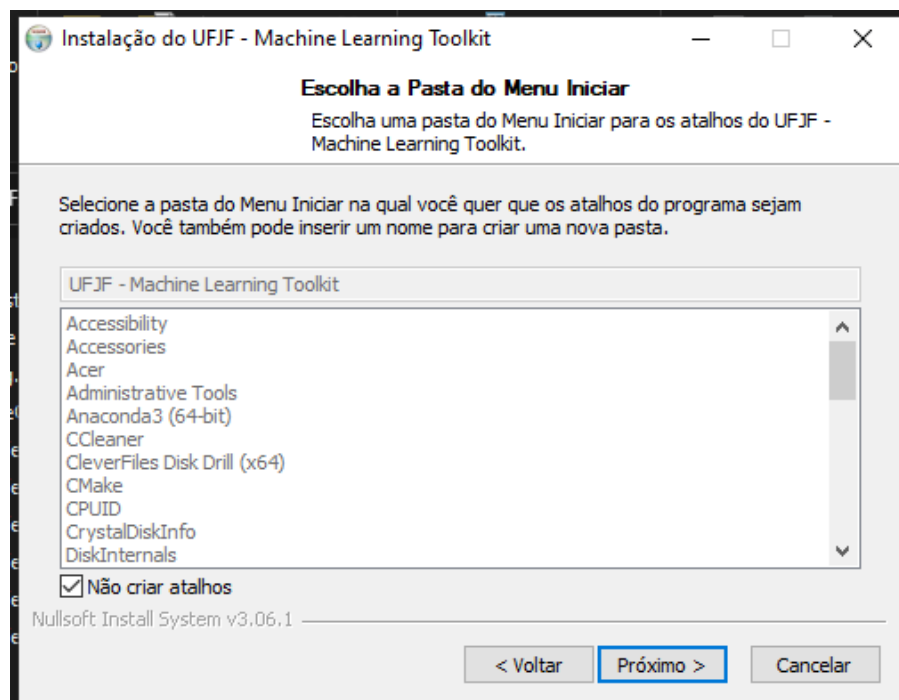 Instalação do UFJF - Machine Learning Toolkit
Escolha a Pasta do Menu Iniciar
Escolha uma pasta do Menu Iniciar para os atalhos do UFJF -
Machine Learning Toolkit.
Selecione a pasta do Menu Iniciar na qual você quer que os atalhos do programa sejam
criados. Você também pode inserir um nome para criar uma nova pasta.
UFJF - Machine Learning Toolkit
Accessibility
Accessories
Acer
Administrative Tools
Anaconda3 (64-bit)
CCleaner
CleverFiles Disk Drill (x64)
CMake
CPUID
CrystalDiskInfo
DiskInternals
Não criar atalhos
Nullsoft Install System v3.06.1
< Voltar
Próximo >
Cancelar